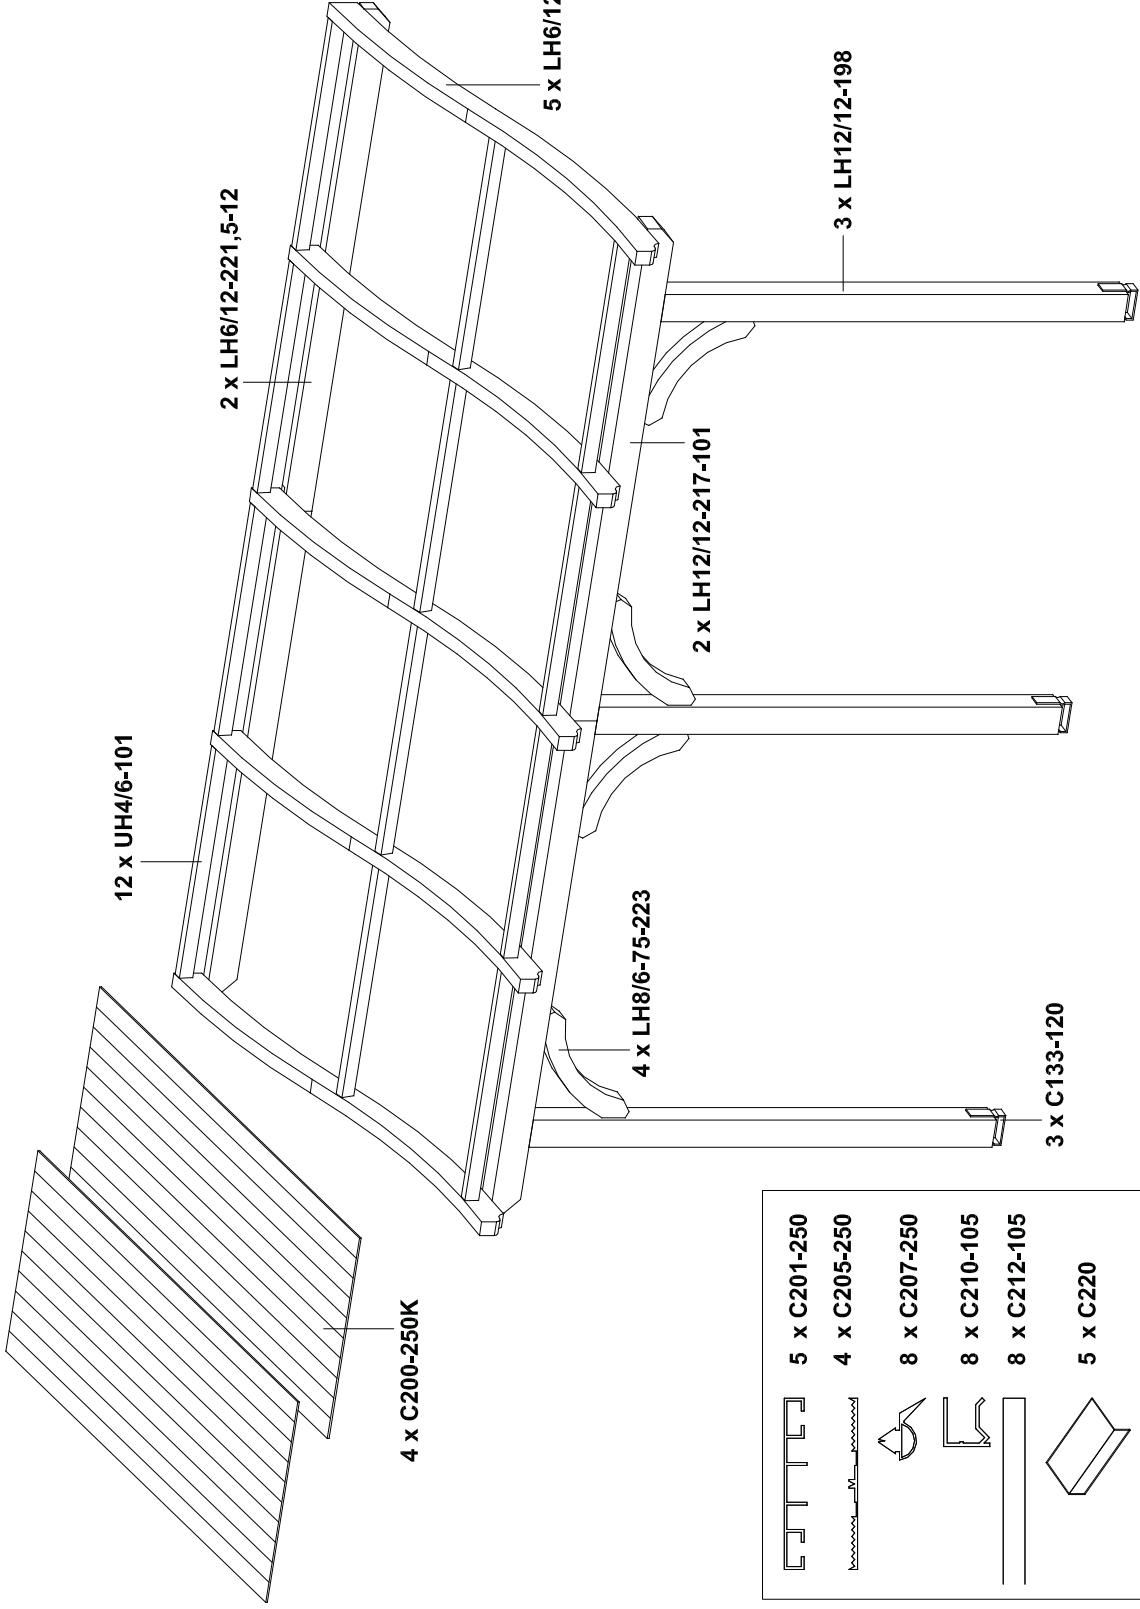 5 x LH6/12
2 x LH6/12-221,5-12
3 x LH12/12-198
12 x UH4/6-101
2 x LH12/12-217-101
4 x LH8/6-75-223
3 x C133-120
4 x C200-250K
5 x C201-250
4 x C205-250
8 x C207-250
8 x C210-105
8 x C212-105
5 x C220